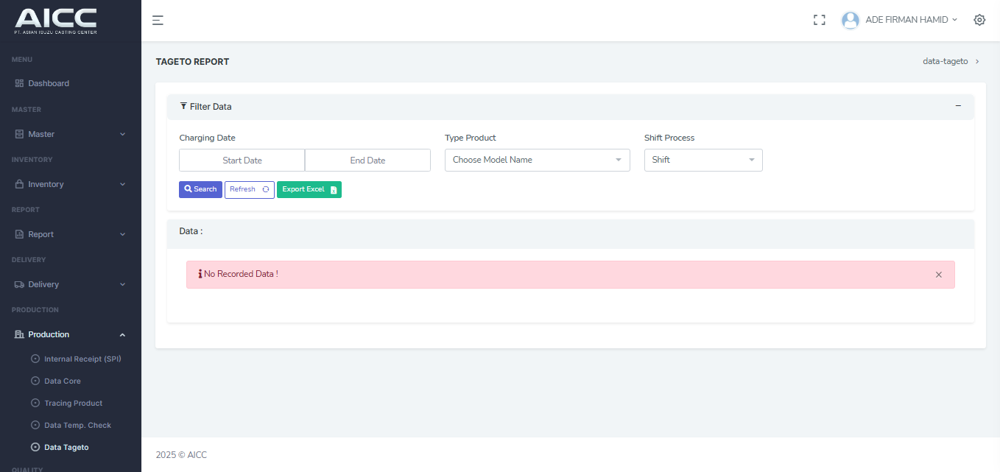 AICC
PT. ASIAN ISUZU CASTING CENTER
MENU
Dashboard
MASTER
Master
INVENTORY
Inventory
REPORT
Report
DELIVERY
Delivery
PRODUCTION
Production
Internal Receipt (SPI)
Data Core
Tracing Product
Data Temp. Check
Data Tageto
QUALITY
ADE FIRMAN HAMID
TAGETO REPORT
data-tageto
Filter Data
Charging Date
Type Product
Shift Process
Start Date
End Date
Choose Model Name
Shift
Search
Refresh
Export Excel
Data :
No Recorded Data !
2025 © AICC